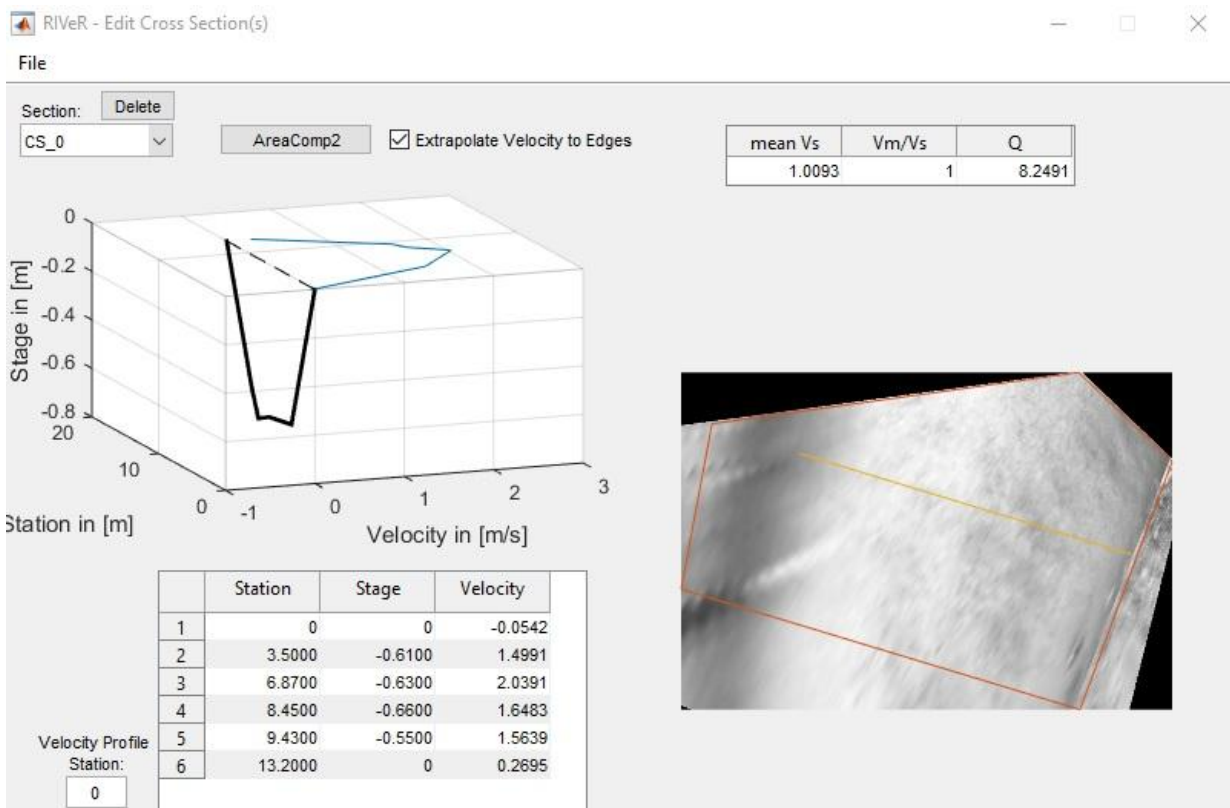 RIVeR - Edit Cross Section(s)
File
Section: Delete
CS_0 AreaComp2 Extrapolate Velocity to Edges
mean Vs Vm/Vs Q
1.0093 1 8.2491
0
-0.2
-0.4
-0.6
-0.8
Stage in [m]
20
10
0
Station in [m]
-1 0 1 2 3
Velocity in [m/s]
Station Stage Velocity
1 0 0 -0.0542
2 3.5000 -0.6100 1.4991
3 6.8700 -0.6300 2.0391
4 8.4500 -0.6600 1.6483
5 9.4300 -0.5500 1.5639
6 13.2000 0 0.2695
Velocity Profile
Station:
0